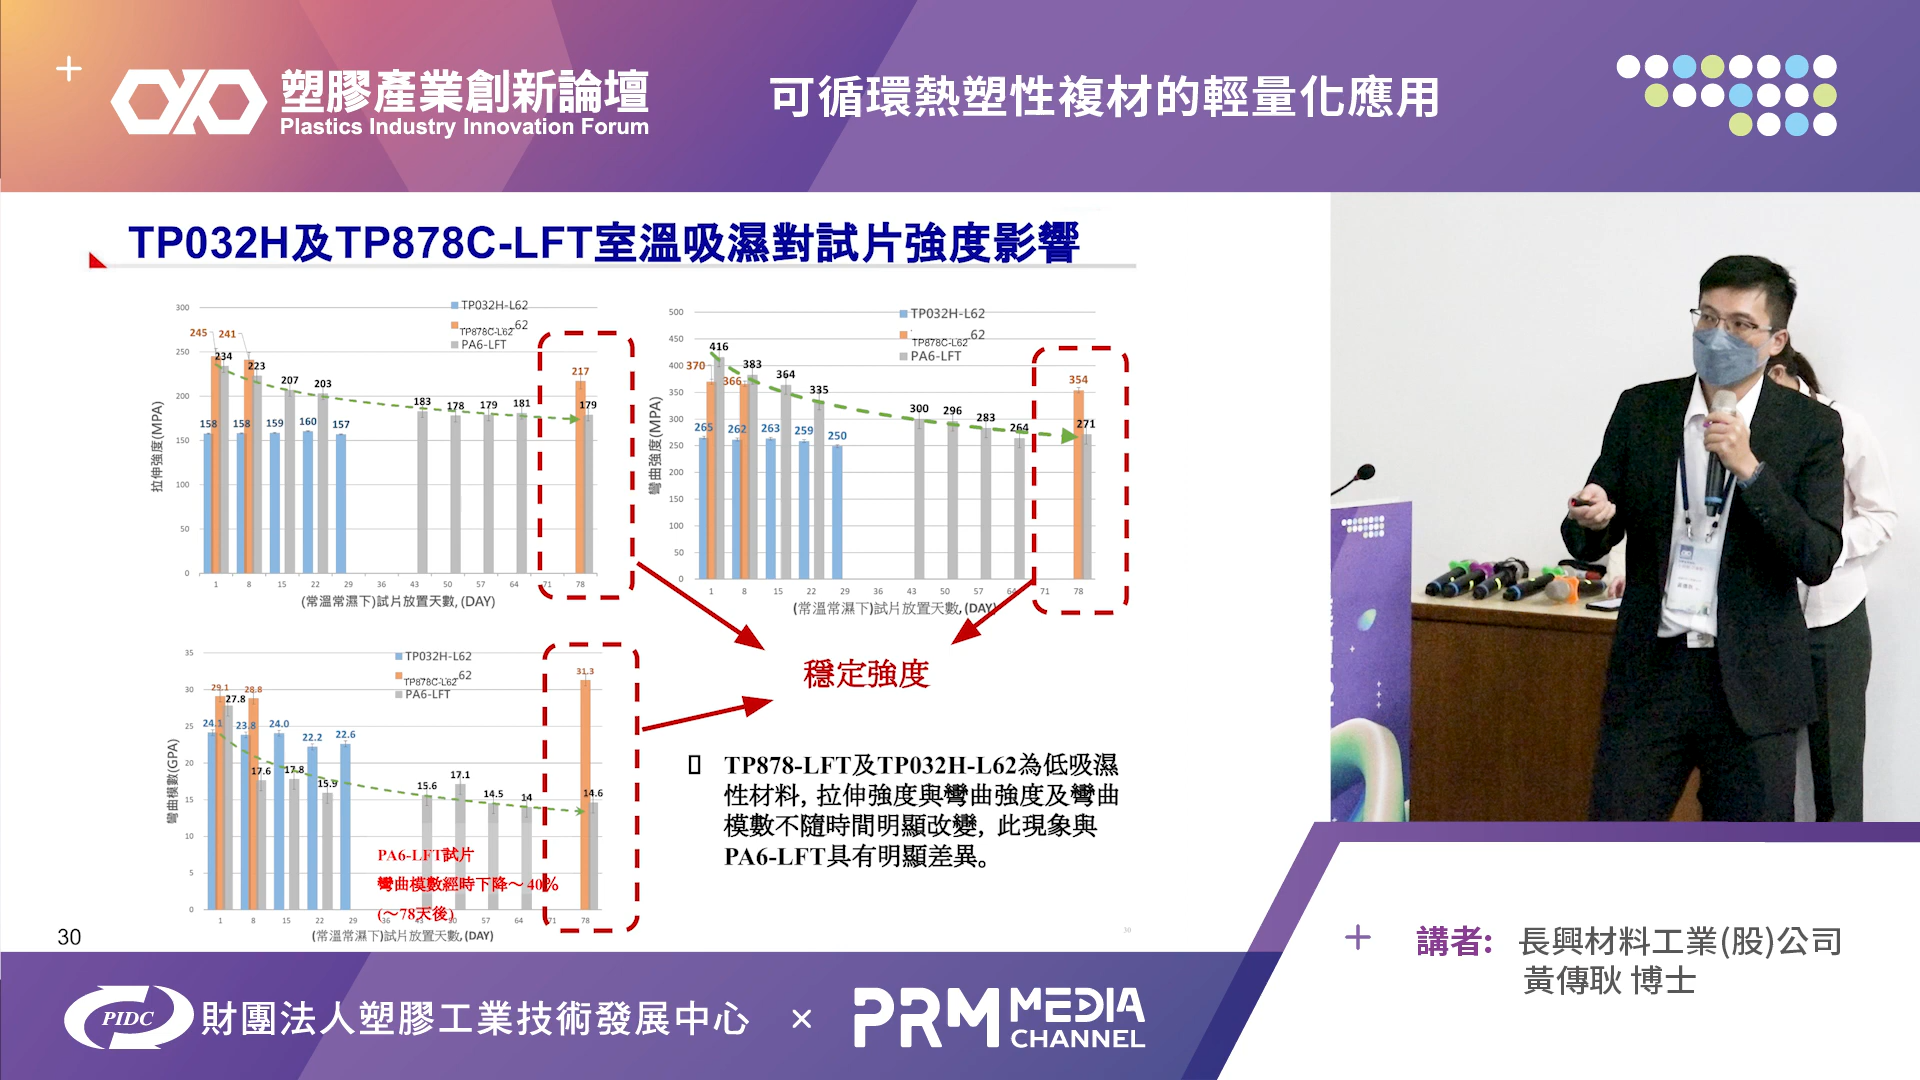 塑膠產業創新論壇
Plastics Industry Innovation Forum
可循環熱塑性複材的輕量化應用
TP032H及TP878C-LFT室溫吸濕對試片強度影響
拉伸強度(MPA)
300
250
200
150
100
50
0
TP032H-L62
TP878C-L62
62
PA6-LFT
245 241
234 223 207 203 183 178 179 181 217 179
158 158 159 160 157
1 8 15 22 29 36 43 50 57 64 71 78
(常溫常濕下)試片放置天數, (DAY)
彎曲強度(MPA)
500
450
400
350
300
250
200
150
100
50
0
TP032H-L62
62
TP878C-L62
PA6-LFT
416 383 364 335 300 296 283 264 271
370 366 354
265 262 263 259 250
1 8 15 22 29 36 43 50 57 64 71 78
(常溫常濕下)試片放置天數, (DAY)
穩定強度
彎曲模數(GPA)
35
30
25
20
15
10
5
0
TP032H-L62
62
TP878C-L62
PA6-LFT
29.1 28.8 31.3
27.8 17.6 17.8 15.9 15.6 17.1 14.5 14 14.6
24.1 23.8 24.0 22.2 22.6
PA6-LFT試片
彎曲模數經時下降～40%
(～78天後)
1 8 15 22 29 36 43 50 57 64 71 78
(常溫常濕下)試片放置天數, (DAY)
TP878-LFT及TP032H-L62為低吸濕
性材料, 拉伸強度與彎曲強度及彎曲
模數不隨時間明顯改變, 此現象與
PA6-LFT具有明顯差異。
30
30
講者: 長興材料工業(股)公司
黃傳耿 博士
PIDC 財團法人塑膠工業技術發展中心 × PRM MEDIA CHANNEL